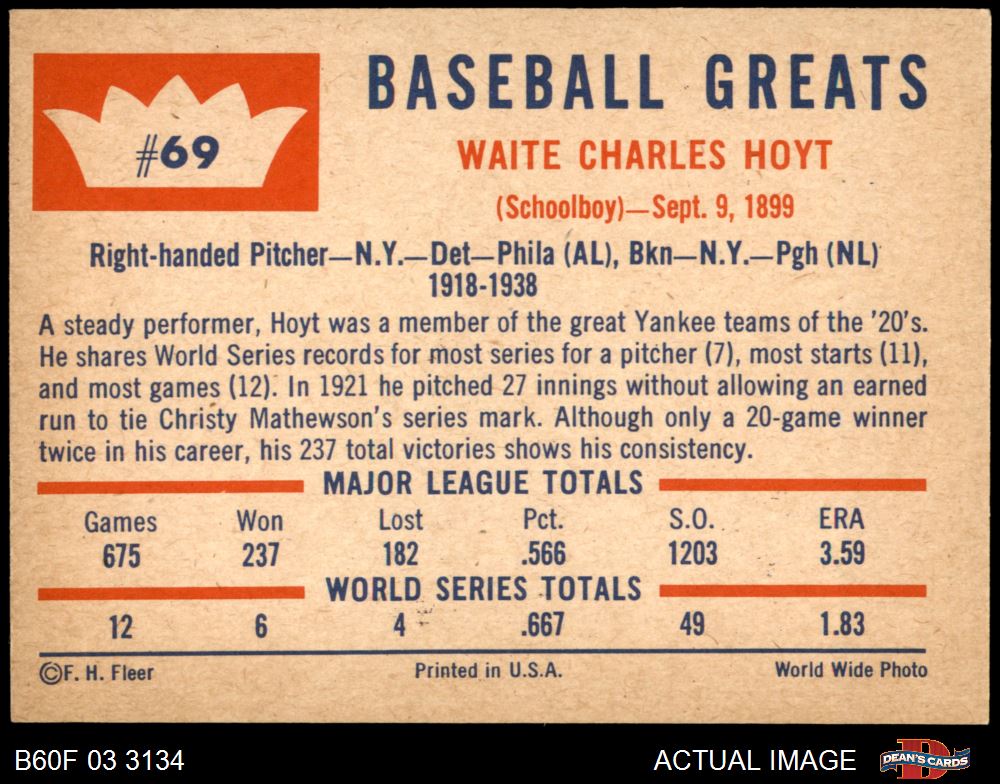 #69
BASEBALL GREATS
WAITE CHARLES HOYT
(Schoolboy)—Sept. 9, 1899
Right-handed Pitcher—N.Y.—Det—Phila (AL), Bkn—N.Y.—Pgh (NL)
1918-1938
A steady performer, Hoyt was a member of the great Yankee teams of the '20's.
He shares World Series records for most series for a pitcher (7), most starts (11),
and most games (12). In 1921 he pitched 27 innings without allowing an earned
run to tie Christy Mathewson's series mark. Although only a 20-game winner
twice in his career, his 237 total victories shows his consistency.
MAJOR LEAGUE TOTALS
Games Won Lost Pct. S.O. ERA
675 237 182 .566 1203 3.59
WORLD SERIES TOTALS
12 6 4 .667 49 1.83
©F. H. Fleer Printed in U.S.A. World Wide Photo
B60F 03 3134 ACTUAL IMAGE DEAN'S CARDS